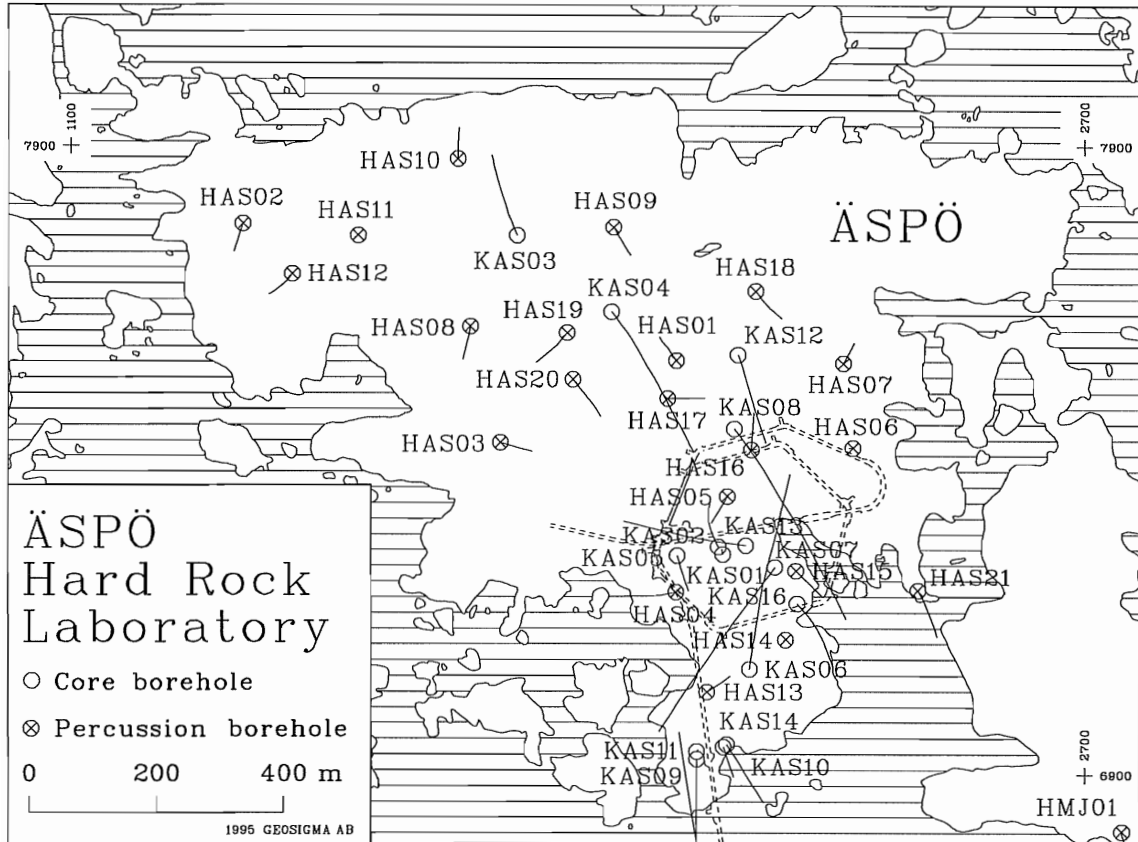 1100
7900
2700
7900
HAS10
HAS02
HAS11
HAS09
ÄSPÖ
KAS03
HAS12
HAS18
KAS04
HAS19
HAS08
HAS01
KAS12
HAS20
HAS07
HAS17
KAS08
HAS06
HAS03
HAS16
HAS05
KAS13
KAS02
KAS05
KAS07
KAS01
HAS15
HAS21
KAS16
HAS04
HAS14
KAS06
HAS13
KAS14
KAS11
KAS10
KAS09
2700
6900
HMJ01
ÄSPÖ
Hard Rock
Laboratory
Core borehole
Percussion borehole
0 200 400 m
1995 GEOSIGMA AB